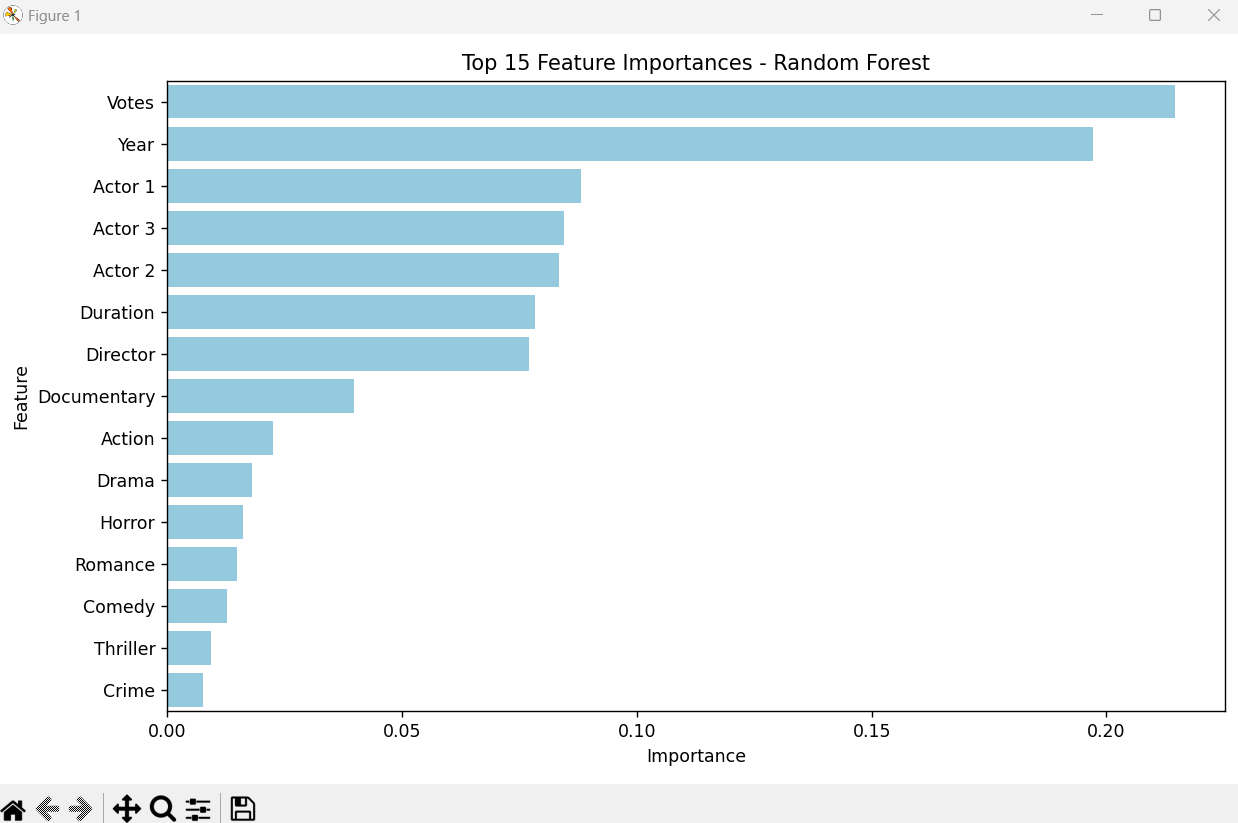 Figure 1
Top 15 Feature Importances - Random Forest
Votes
Year
Actor 1
Actor 3
Actor 2
Duration
Director
Documentary
Action
Drama
Horror
Romance
Comedy
Thriller
Crime
Feature
0.00 0.05 0.10 0.15 0.20
Importance